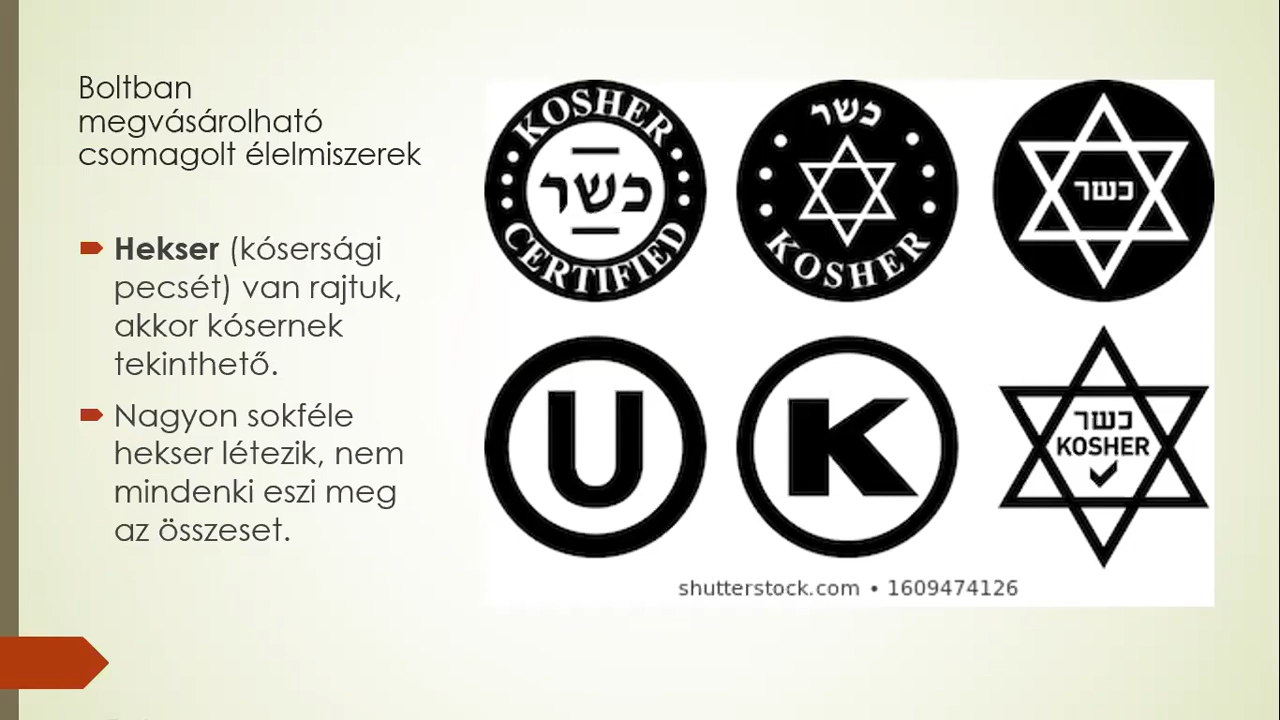 Boltban
megvásárolható
csomagolt élelmiszerek
Hekser (kósersági
pecsét) van rajtuk,
akkor kósernek
tekinthető.
Nagyon sokféle
hekser létezik, nem
mindenki eszi meg
az összeset.
KOSHER
כשר
CERTIFIED
כשר
KOSHER
כשר
U
K
כשר
KOSHER
shutterstock.com • 1609474126